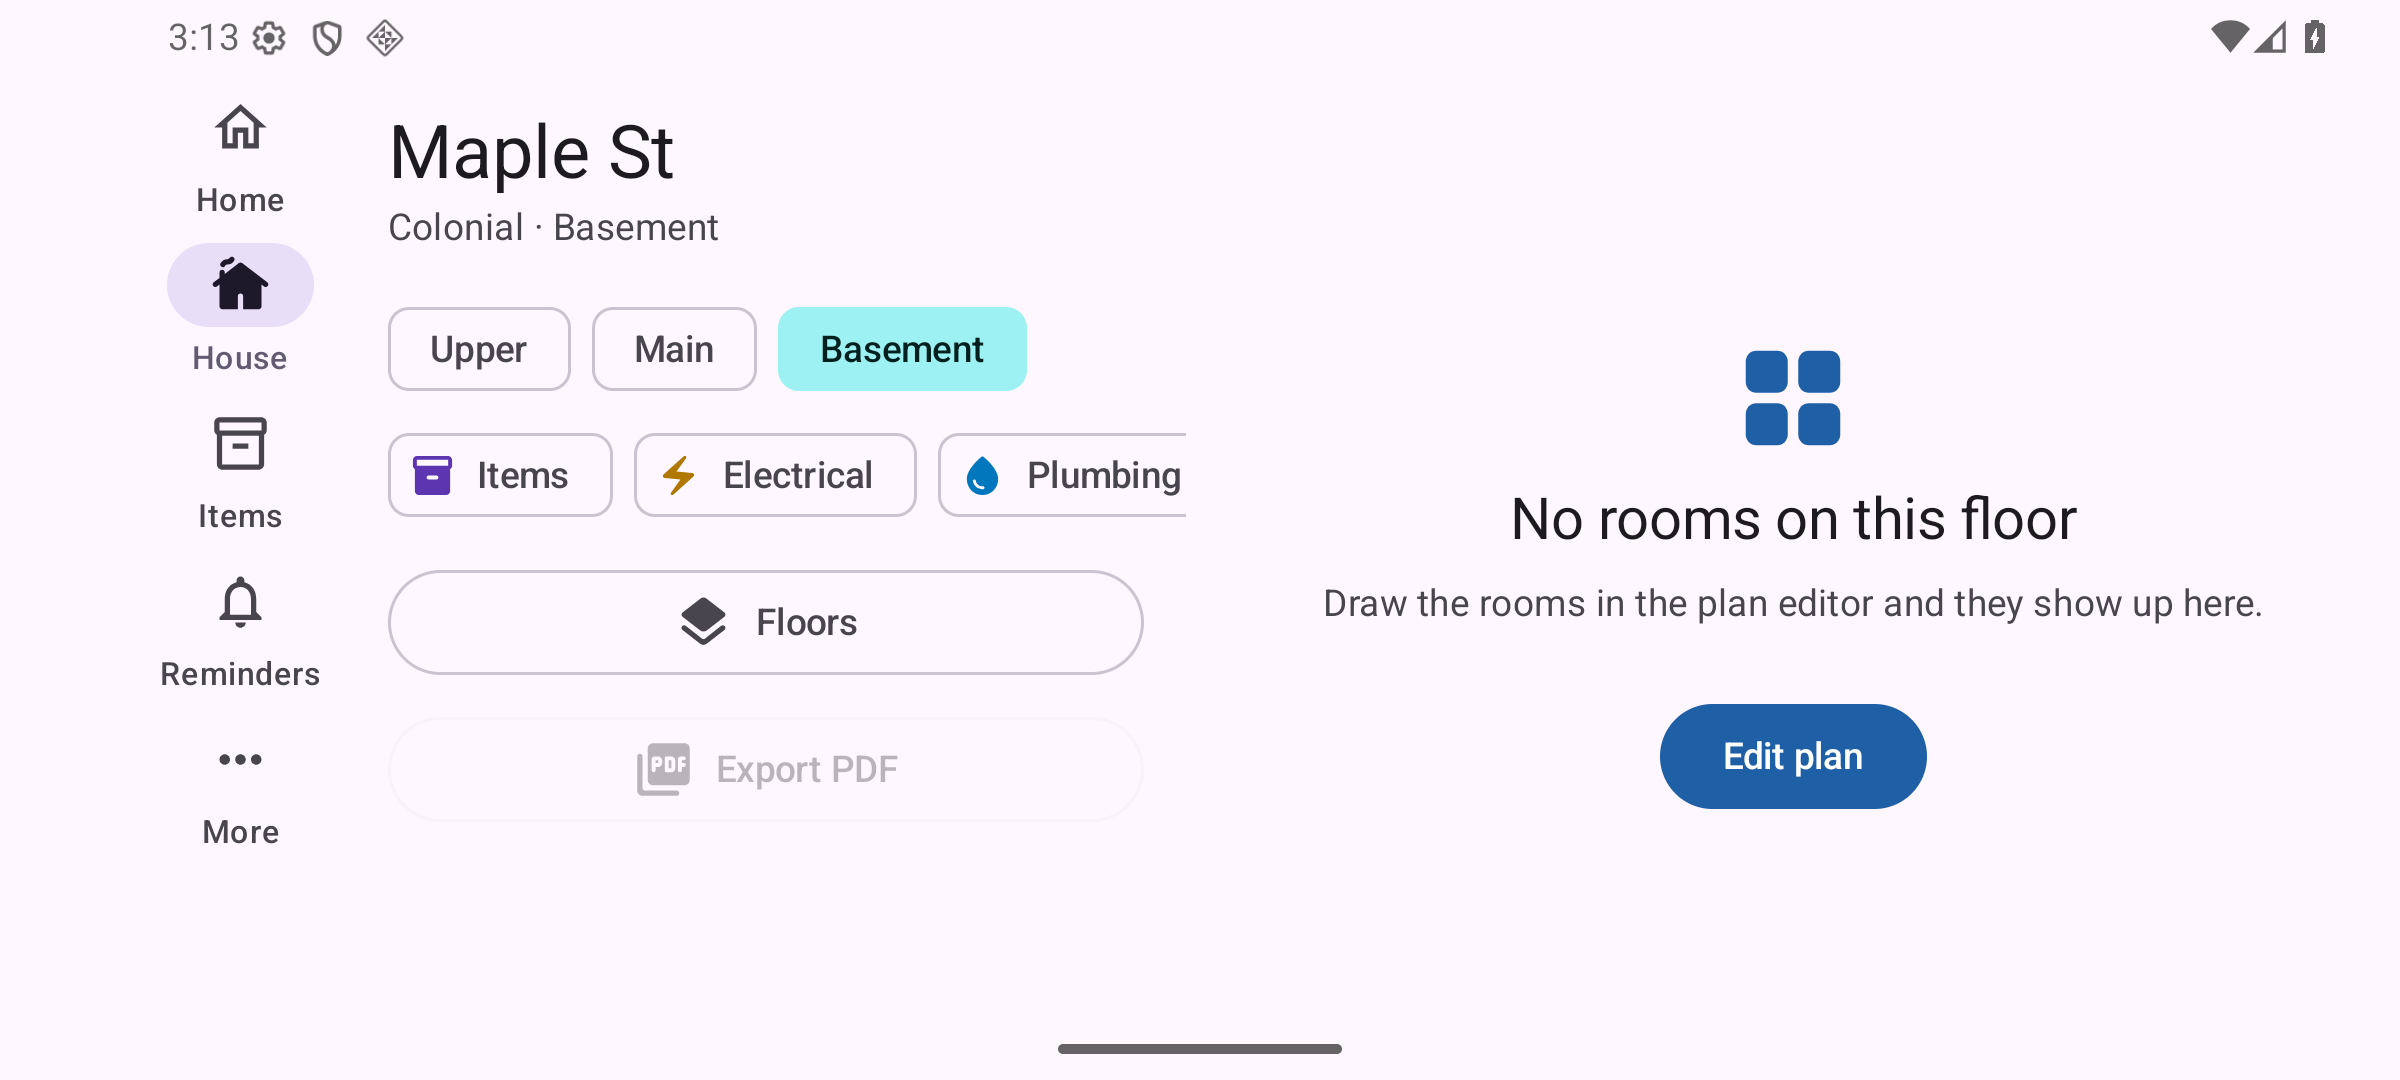 3:13
Home
House
Items
Reminders
More
Maple St
Colonial · Basement
Upper
Main
Basement
Items
Electrical
Plumbing
Floors
PDF
Export PDF
No rooms on this floor
Draw the rooms in the plan editor and they show up here.
Edit plan